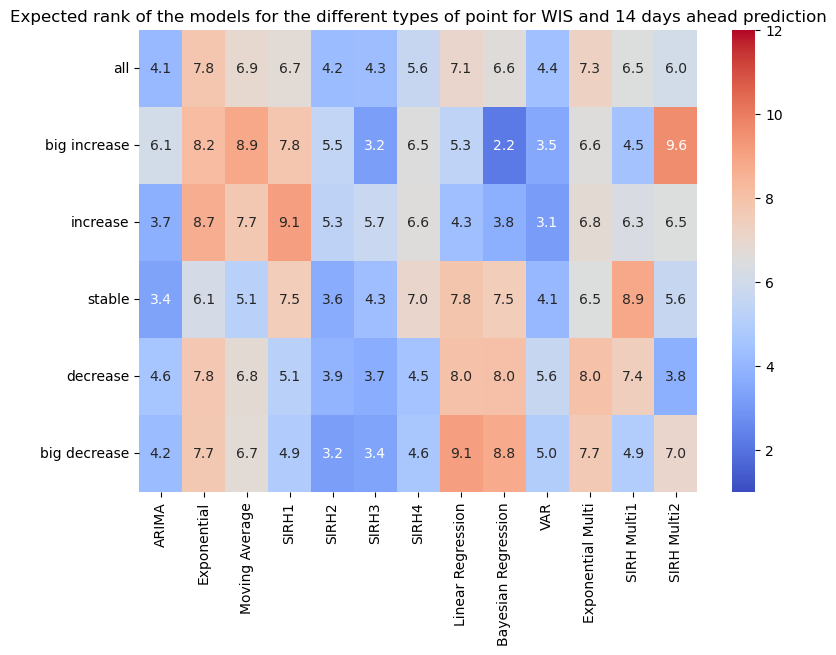 Expected rank of the models for the different types of point for WIS and 14 days ahead prediction
all 4.1 7.8 6.9 6.7 4.2 4.3 5.6 7.1 6.6 4.4 7.3 6.5 6.0
big increase 6.1 8.2 8.9 7.8 5.5 3.2 6.5 5.3 2.2 3.5 6.6 4.5 9.6
increase 3.7 8.7 7.7 9.1 5.3 5.7 6.6 4.3 3.8 3.1 6.8 6.3 6.5
stable 3.4 6.1 5.1 7.5 3.6 4.3 7.0 7.8 7.5 4.1 6.5 8.9 5.6
decrease 4.6 7.8 6.8 5.1 3.9 3.7 4.5 8.0 8.0 5.6 8.0 7.4 3.8
big decrease 4.2 7.7 6.7 4.9 3.2 3.4 4.6 9.1 8.8 5.0 7.7 4.9 7.0
ARIMA
Exponential
Moving Average
SIRH1
SIRH2
SIRH3
SIRH4
Linear Regression
Bayesian Regression
VAR
Exponential Multi
SIRH Multi1
SIRH Multi2
12
10
8
6
4
2